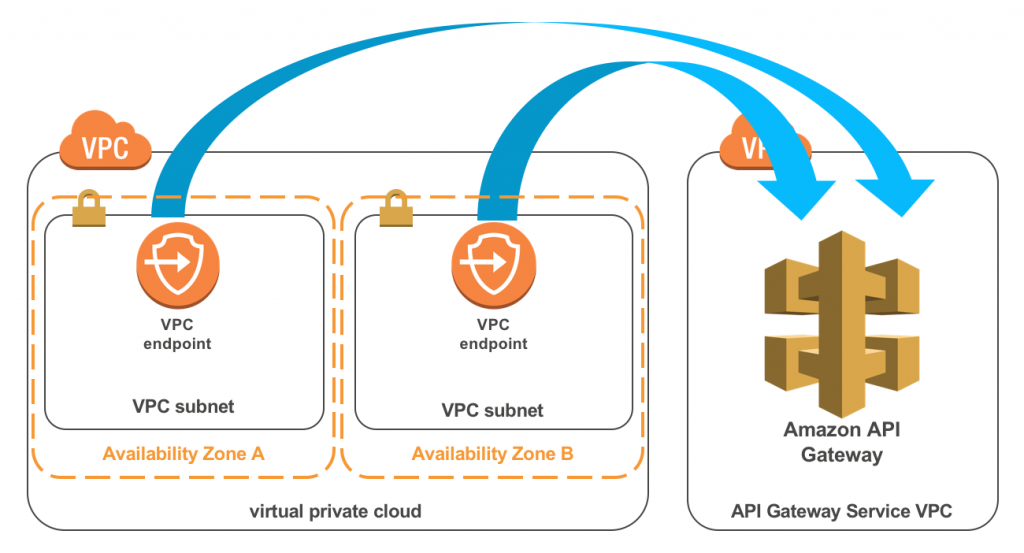 VPC
VPC
VPC
endpoint
VPC
endpoint
VPC subnet
VPC subnet
Availability Zone A
Availability Zone B
virtual private cloud
Amazon API
Gateway
API Gateway Service VPC